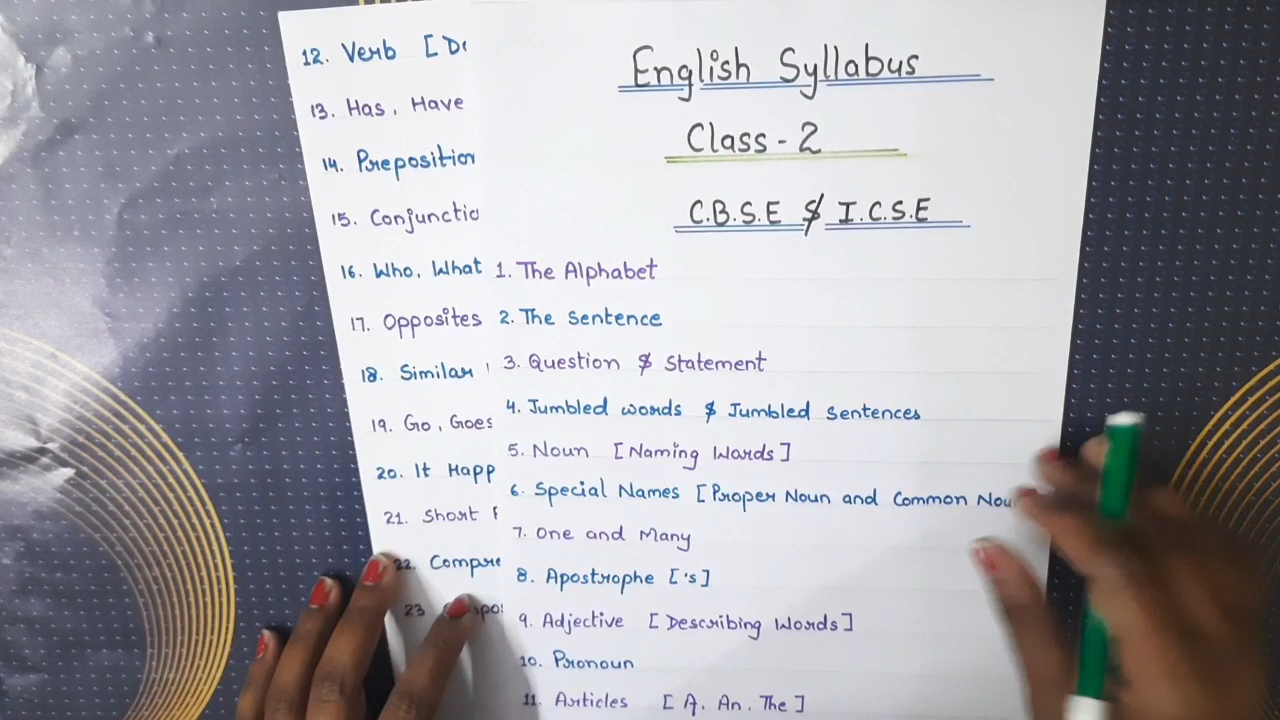 English Syllabus
Class - 2
C.B.S.E & I.C.S.E
1. The Alphabet
2. The Sentence
3. Question & Statement
4. Jumbled words & Jumbled Sentences
5. Noun [Naming Words]
6. Special Names [Proper Noun and Common
7. One and Many
8. Apostrophe ['s]
9. Adjective [Describing Words]
10. Pronoun
11. Articles [A. An. The]
12. Verb [
13. Has, Have
14. Preposition
15.
16. Who, What
17. Opposites
18. Similar
19. Go, Goes
20. It
21. Short
22.
23